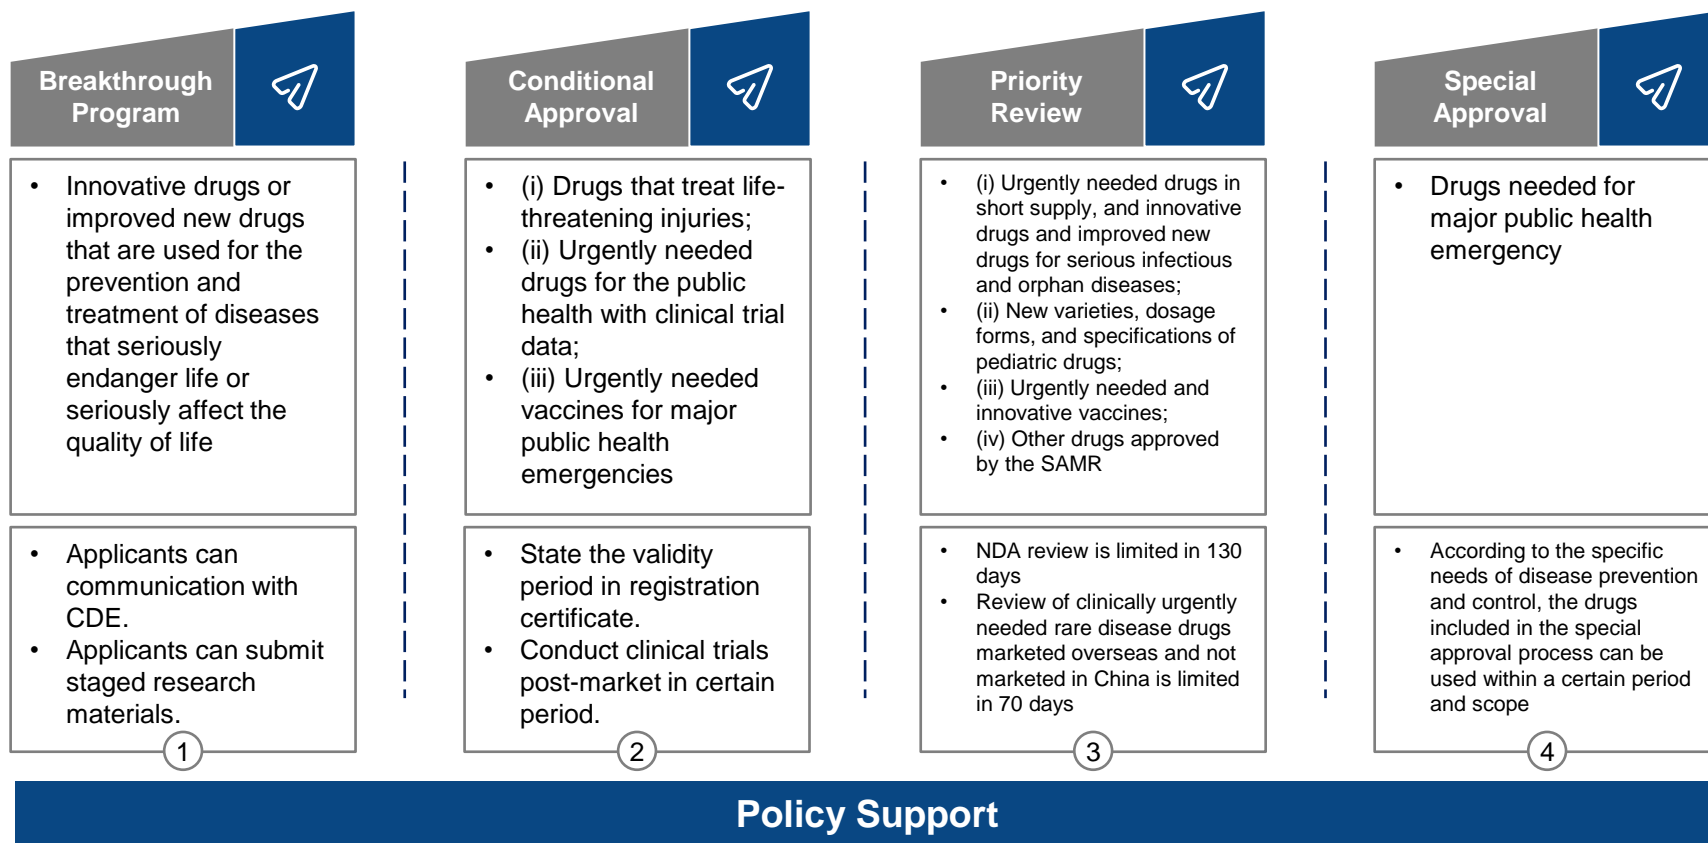 Breakthrough
Program
• Innovative drugs or
improved new drugs
that are used for the
prevention and
treatment of diseases
that seriously
endanger life or
seriously affect the
quality of life
• Applicants can
communication with
CDE.
• Applicants can submit
staged research
materials.
1
Conditional
Approval
• (i) Drugs that treat life-
threatening injuries;
• (ii) Urgently needed
drugs for the public
health with clinical trial
data;
• (iii) Urgently needed
vaccines for major
public health
emergencies
• State the validity
period in registration
certificate.
• Conduct clinical trials
post-market in certain
period.
2
Priority
Review
• (i) Urgently needed drugs in
short supply, and innovative
drugs and improved new
drugs for serious infectious
and orphan diseases;
• (ii) New varieties, dosage
forms, and specifications of
pediatric drugs;
• (iii) Urgently needed and
innovative vaccines;
• (iv) Other drugs approved
by the SAMR
• NDA review is limited in 130
days
• Review of clinically urgently
needed rare disease drugs
marketed overseas and not
marketed in China is limited
in 70 days
3
Special
Approval
• Drugs needed for
major public health
emergency
• According to the specific
needs of disease prevention
and control, the drugs
included in the special
approval process can be
used within a certain period
and scope
4
Policy Support